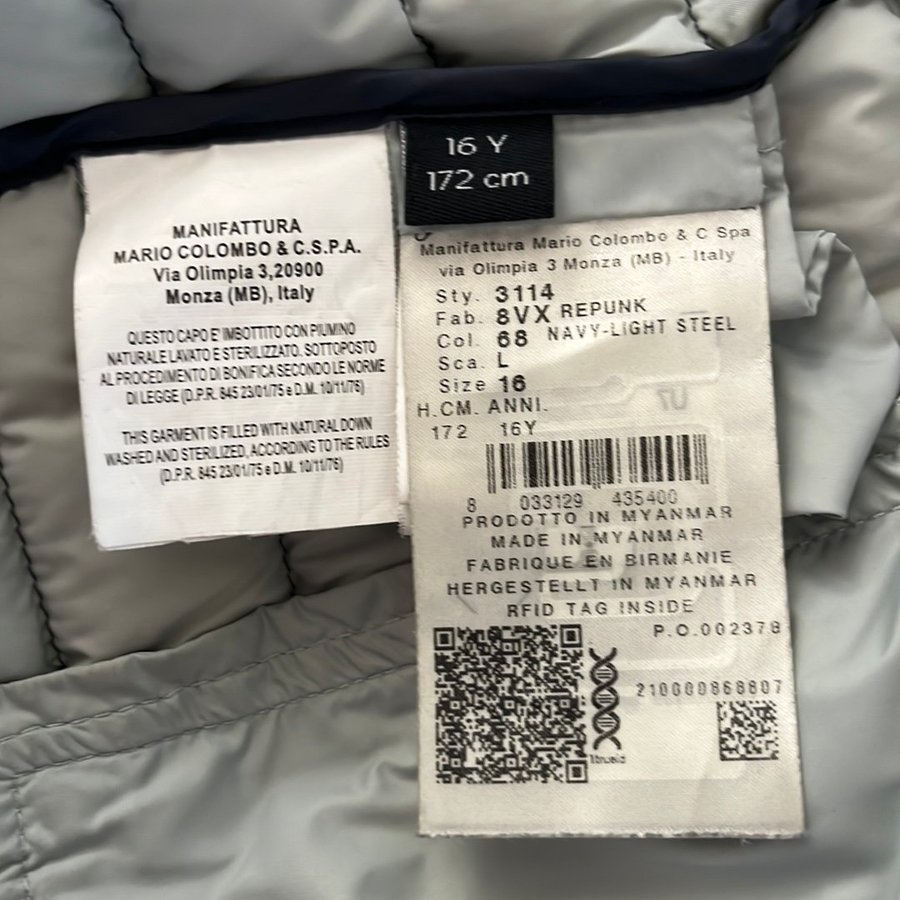 16 Y
172 cm
MANIFATTURA
MARIO COLOMBO & C.S.P.A.
Via Olimpia 3,20900
Monza (MB), Italy
QUESTO CAPO E' IMBOTTITO CON PIUMINO
NATURALE LAVATO E STERILIZZATO. SOTTOPOSTO
AL PROCEDIMENTO DI BONIFICA SECONDO LE NORME
DI LEGGE (D.P.R. 845 23/01/75 e D.M. 10/11/76)
THIS GARMENT IS FILLED WITH NATURAL DOWN
WASHED AND STERILIZED, ACCORDING TO THE RULES
(D.P.R. 845 23/01/75 e D.M. 10/11/76)
Manifattura Mario Colombo & C Spa
via Olimpia 3 Monza (MB) - Italy
Sty. 3114
Fab. 8VX REPUNK
Col. 68 NAVY-LIGHT STEEL
Sca. L
Size 16
H.CM. ANNI.
172 16Y
8 033129 435400
PRODOTTO IN MYANMAR
MADE IN MYANMAR
FABRIQUE EN BIRMANIE
HERGESTELLT IN MYANMAR
RFID TAG INSIDE
P.O.002378
210000868807